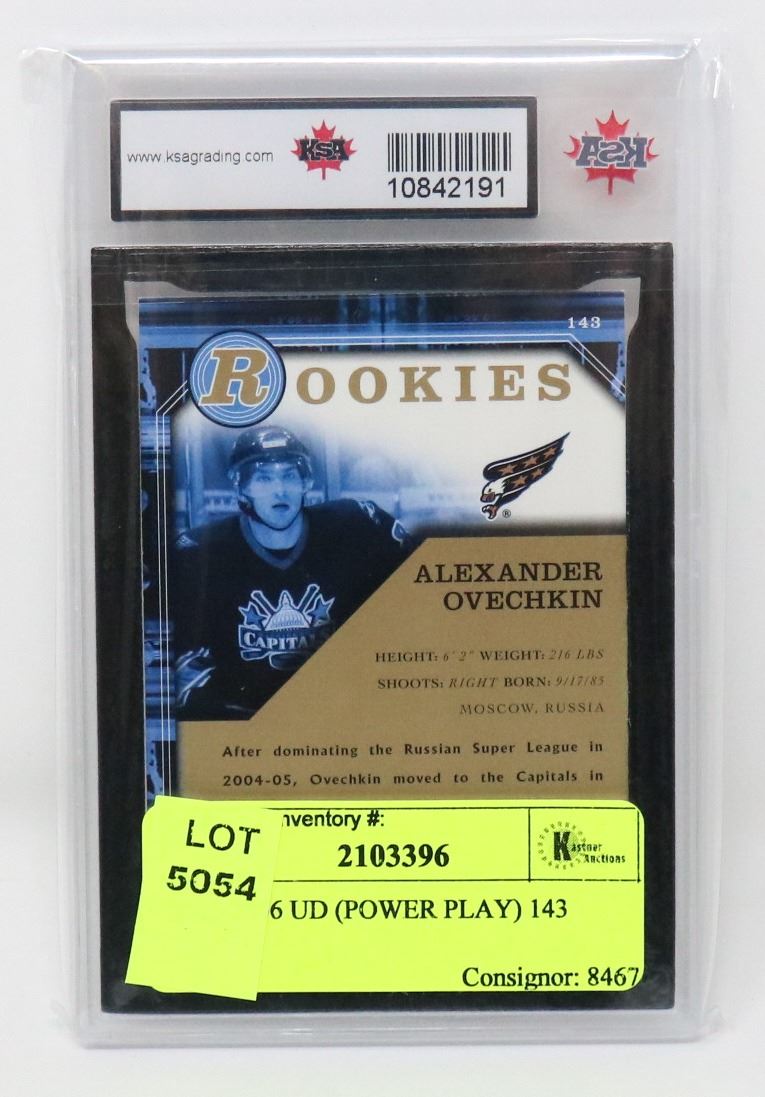 www.ksagrading.com
KSA
10842191
KSA
143
ROOKIES
CAPITALS
ALEXANDER
OVECHKIN
HEIGHT: 6' 2" WEIGHT: 216 LBS
SHOOTS: RIGHT BORN: 9/17/85
MOSCOW, RUSSIA
After dominating the Russian Super League in
2004-05, Ovechkin moved to the Capitals in
LOT
5054
nventory #:
2103396
Kastner
Auctions
6 UD (POWER PLAY) 143
Consignor: 8467